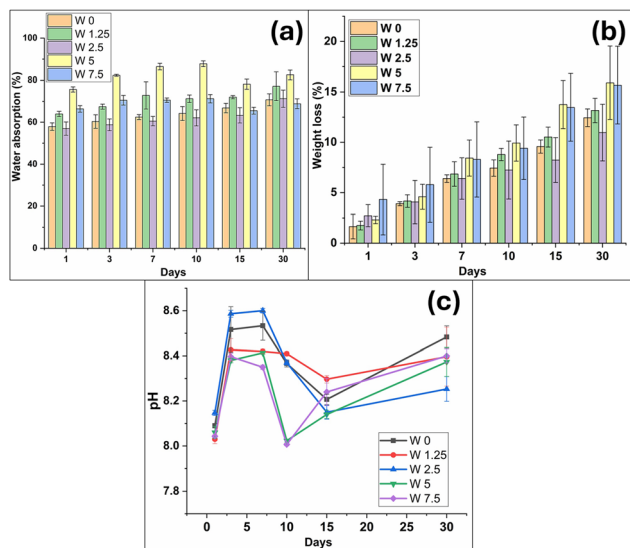 (a)
W 0
W 1.25
W 2.5
W 5
W 7.5
Water absorption (%)
100
80
60
40
20
0
1 3 7 10 15 30
Days
(b)
W 0
W 1.25
W 2.5
W 5
W 7.5
Weight loss (%)
20
15
10
5
0
1 3 7 10 15 30
Days
(c)
pH
8.6
8.4
8.2
8.0
7.8
W 0
W 1.25
W 2.5
W 5
W 7.5
0 5 10 15 20 25 30
Days